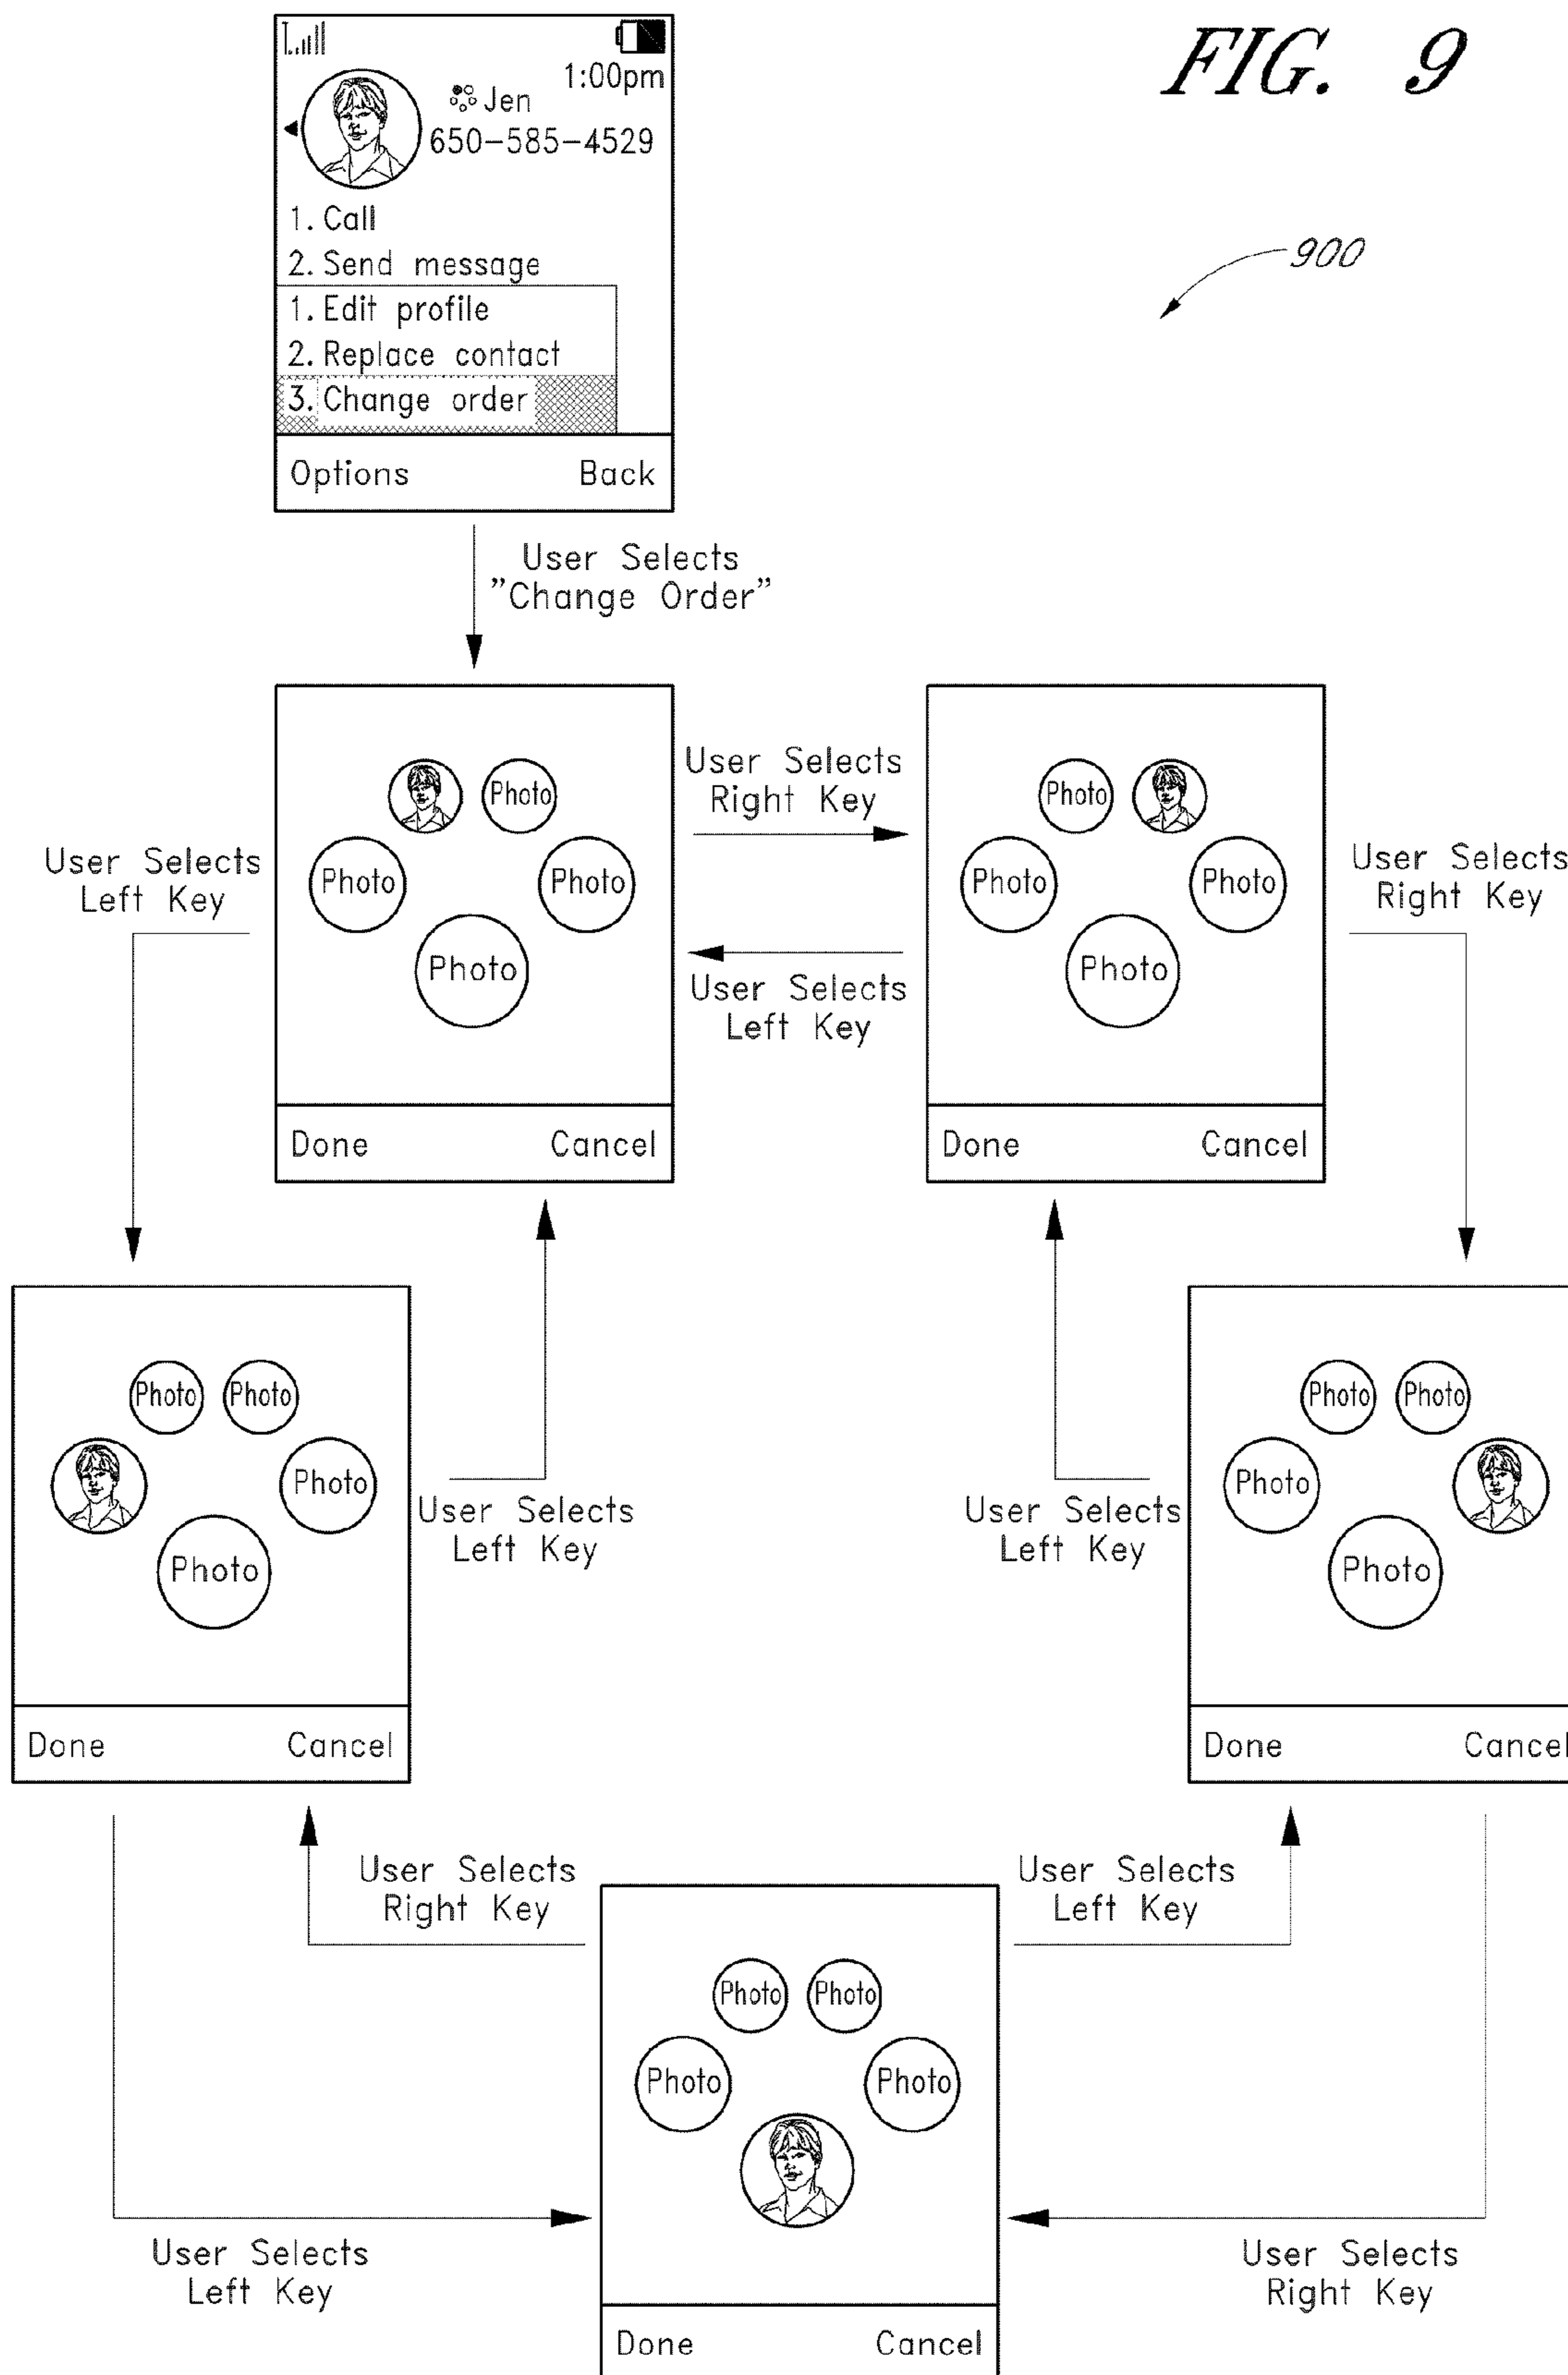 FIG. 9
1:00pm
Jen
650-585-4529
1. Call
2. Send message
1. Edit profile
2. Replace contact
3. Change order
Options Back
900
User Selects
"Change Order"
Photo
Photo
Photo
Photo
Done Cancel
User Selects
Right Key
User Selects
Left Key
Photo
Photo
Photo
Photo
Done Cancel
User Selects
Left Key
User Selects
Right Key
Photo Photo
Photo
Photo
Done Cancel
User Selects
Left Key
User Selects
Left Key
Photo Photo
Photo
Photo
Done Cancel
User Selects
Right Key
User Selects
Left Key
Photo Photo
Photo Photo
Done Cancel
User Selects
Left Key
User Selects
Right Key